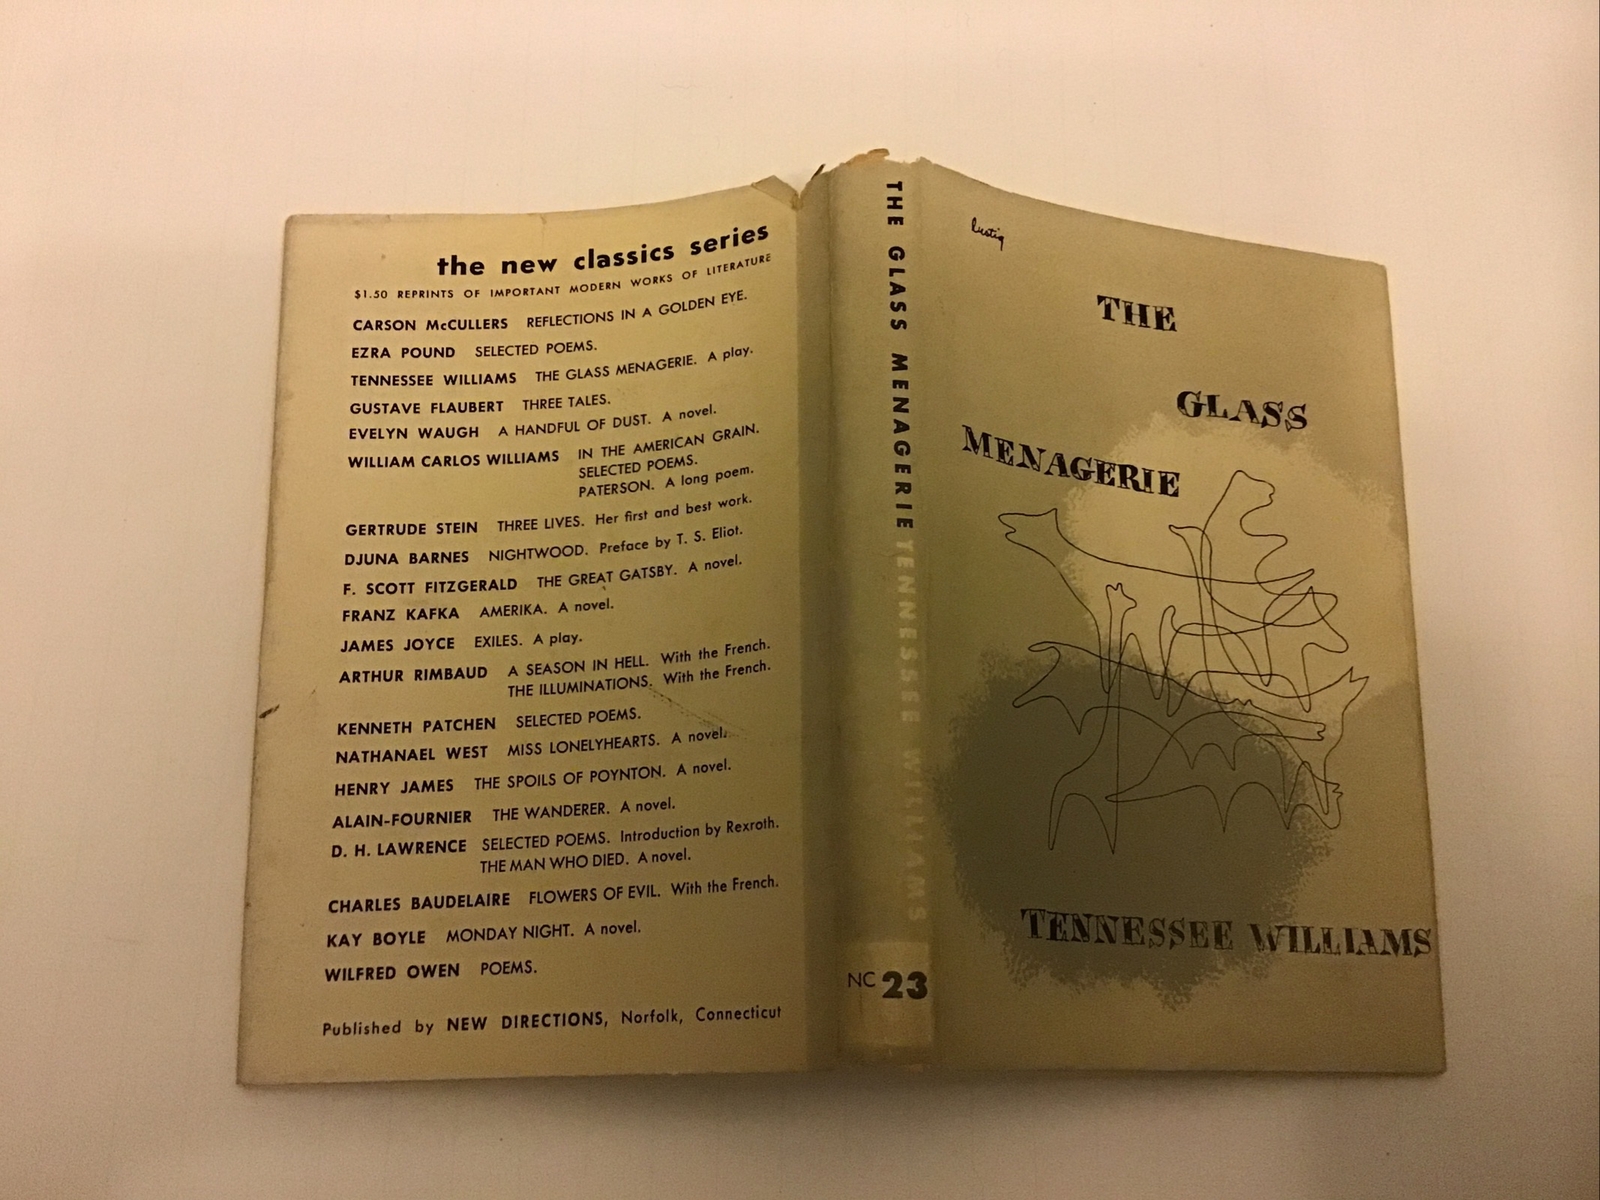 the new classics series
$1.50 REPRINTS OF IMPORTANT MODERN WORKS OF LITERATURE
CARSON McCULLERS REFLECTIONS IN A GOLDEN EYE.
EZRA POUND SELECTED POEMS.
TENNESSEE WILLIAMS THE GLASS MENAGERIE. A play.
GUSTAVE FLAUBERT THREE TALES.
EVELYN WAUGH A HANDFUL OF DUST. A novel.
WILLIAM CARLOS WILLIAMS IN THE AMERICAN GRAIN.
SELECTED POEMS.
PATERSON. A long poem.
GERTRUDE STEIN THREE LIVES. Her first and best work.
DJUNA BARNES NIGHTWOOD. Preface by T. S. Eliot.
F. SCOTT FITZGERALD THE GREAT GATSBY. A novel.
FRANZ KAFKA AMERIKA. A novel.
JAMES JOYCE EXILES. A play.
ARTHUR RIMBAUD A SEASON IN HELL. With the French.
THE ILLUMINATIONS. With the French.
KENNETH PATCHEN SELECTED POEMS.
NATHANAEL WEST MISS LONELYHEARTS. A novel.
HENRY JAMES THE SPOILS OF POYNTON. A novel.
ALAIN-FOURNIER THE WANDERER. A novel.
D. H. LAWRENCE SELECTED POEMS. Introduction by Rexroth.
THE MAN WHO DIED. A novel.
CHARLES BAUDELAIRE FLOWERS OF EVIL. With the French.
KAY BOYLE MONDAY NIGHT. A novel.
WILFRED OWEN POEMS.
Published by NEW DIRECTIONS, Norfolk, Connecticut
THE GLASS MENAGERIE TENNESSEE WILLIAMS
NC 23
lustig
THE
GLASS
MENAGERIE
TENNESSEE WILLIAMS